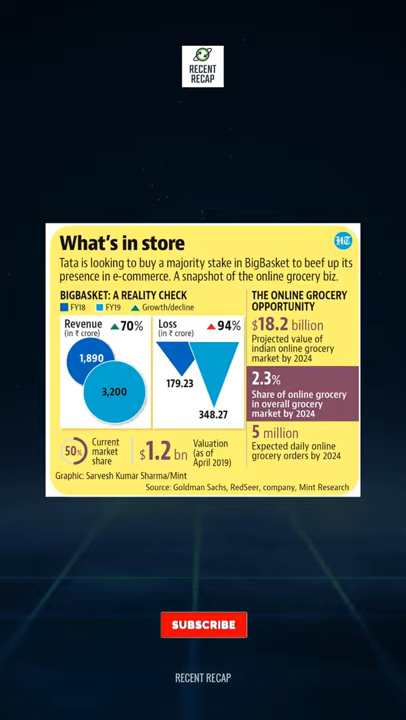 RECENT
RECAP
What's in store
HT
Tata is looking to buy a majority stake in BigBasket to beef up its
presence in e-commerce. A snapshot of the online grocery biz.
BIGBASKET: A REALITY CHECK
FY18 FY19 Growth/decline
Revenue 70%
(in ₹ crore)
1,890
3,200
Loss 94%
(in ₹ crore)
179.23
348.27
50% Current
market
share
$1.2 bn Valuation
(as of
April 2019)
THE ONLINE GROCERY
OPPORTUNITY
$18.2 billion
Projected value of
indian online grocery
market by 2024
2.3%
Share of online grocery
in overall grocery
market by 2024
5 million
Expected daily online
grocery orders by 2024
Graphic: Sarvesh Kumar Sharma/Mint
Source: Goldman Sachs, RedSeer, company, Mint Research
SUBSCRIBE
RECENT RECAP